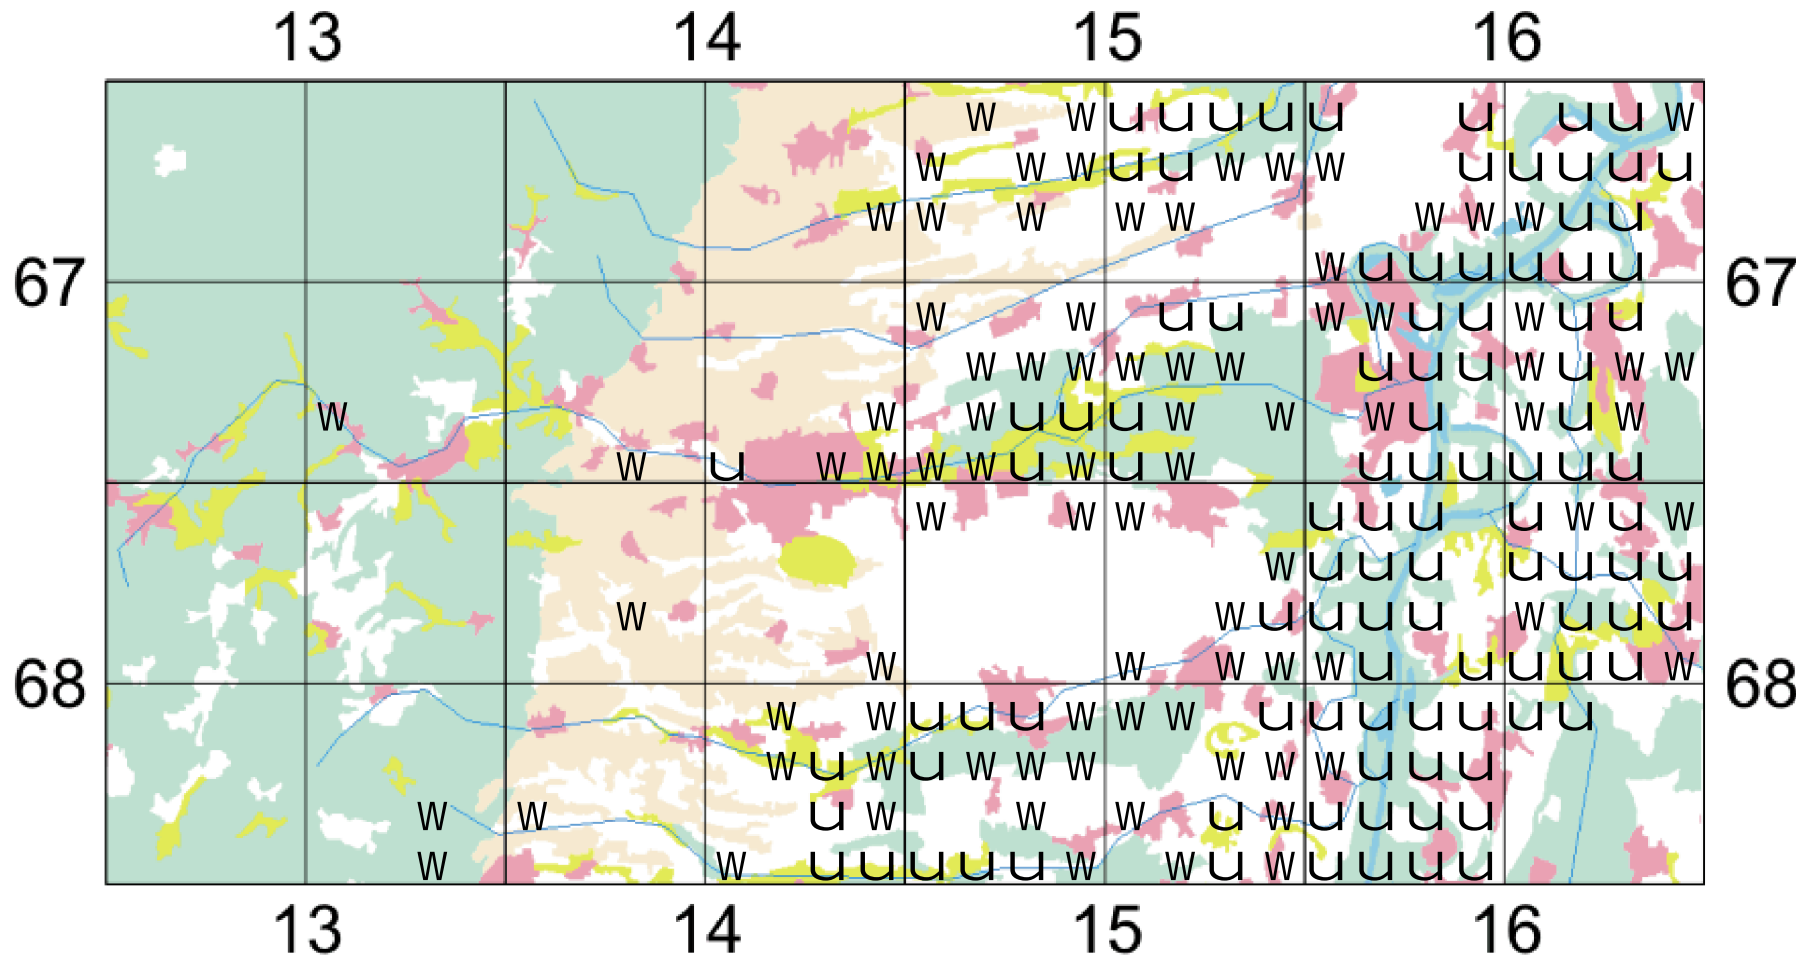 13 14 15 16
w w u u u u u u u u w
w w w u u w w w u u u u u
w w w w w w w w u u
67 w u u u u u u 67
w w u u w w u u w u u
w w w w w w u u u w u w w
w w w u u u w w w u w u w
w u w w w w u w u w u u u u u u
w w w u u u u w u w
w u u u u u u u
w w u u u u w u u u
w w w w w u u u u u w
68 68
w w u u u w w w u u u u u u u
w u w u w w w w w w u u u
w w u w w w u w u u u u
w w u u u u u w w u w u u u u
13 14 15 16